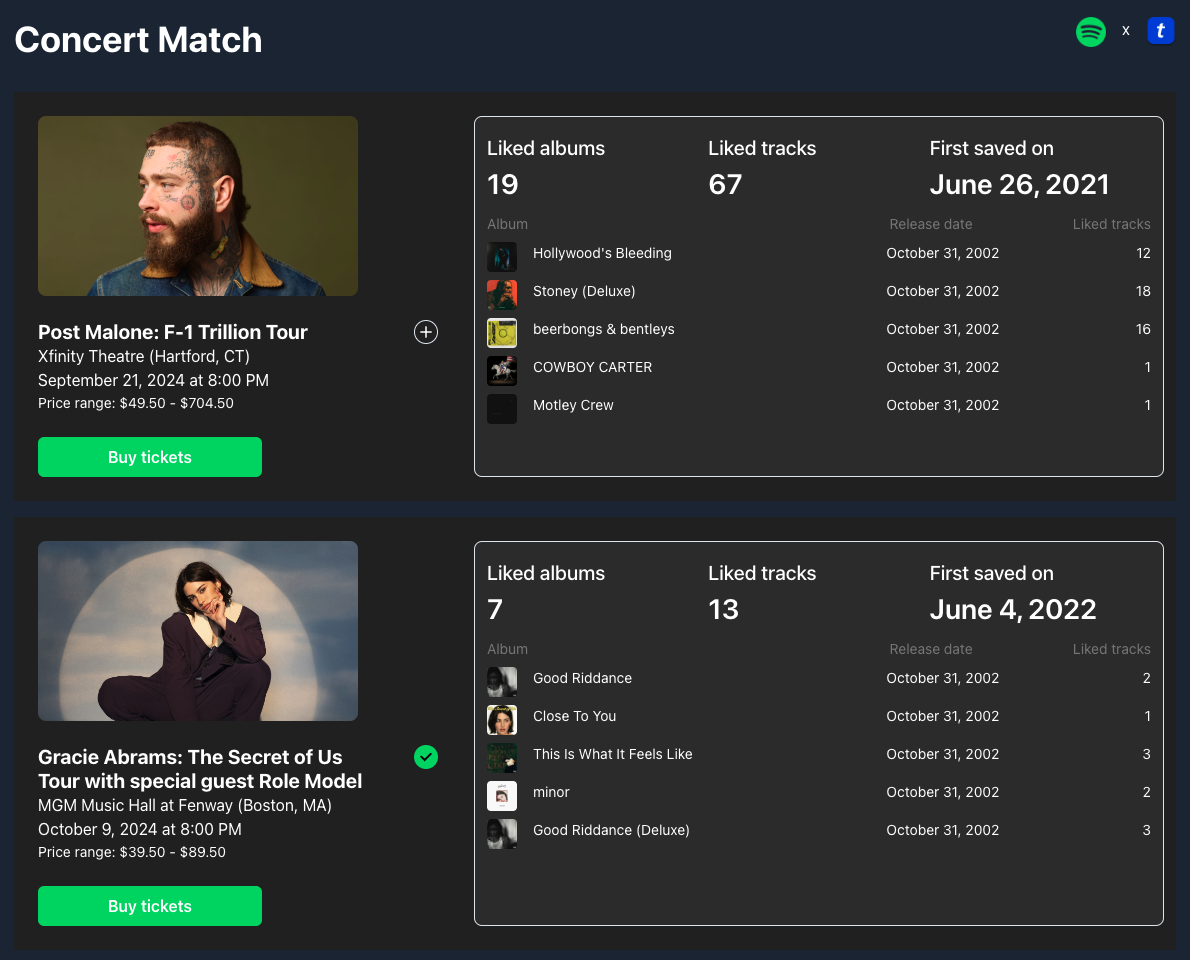 Concert Match
X
t
Liked albums Liked tracks First saved on
19 67 June 26, 2021
Album Release date Liked tracks
Hollywood's Bleeding October 31, 2002 12
Stoney (Deluxe) October 31, 2002 18
beerbongs & bentleys October 31, 2002 16
COWBOY CARTER October 31, 2002 1
Motley Crew October 31, 2002 1
Post Malone: F-1 Trillion Tour
Xfinity Theatre (Hartford, CT)
September 21, 2024 at 8:00 PM
Price range: $49.50 - $704.50
Buy tickets
Liked albums Liked tracks First saved on
7 13 June 4, 2022
Album Release date Liked tracks
Good Riddance October 31, 2002 2
Close To You October 31, 2002 1
This Is What It Feels Like October 31, 2002 3
minor October 31, 2002 2
Good Riddance (Deluxe) October 31, 2002 3
Gracie Abrams: The Secret of Us
Tour with special guest Role Model
MGM Music Hall at Fenway (Boston, MA)
October 9, 2024 at 8:00 PM
Price range: $39.50 - $89.50
Buy tickets